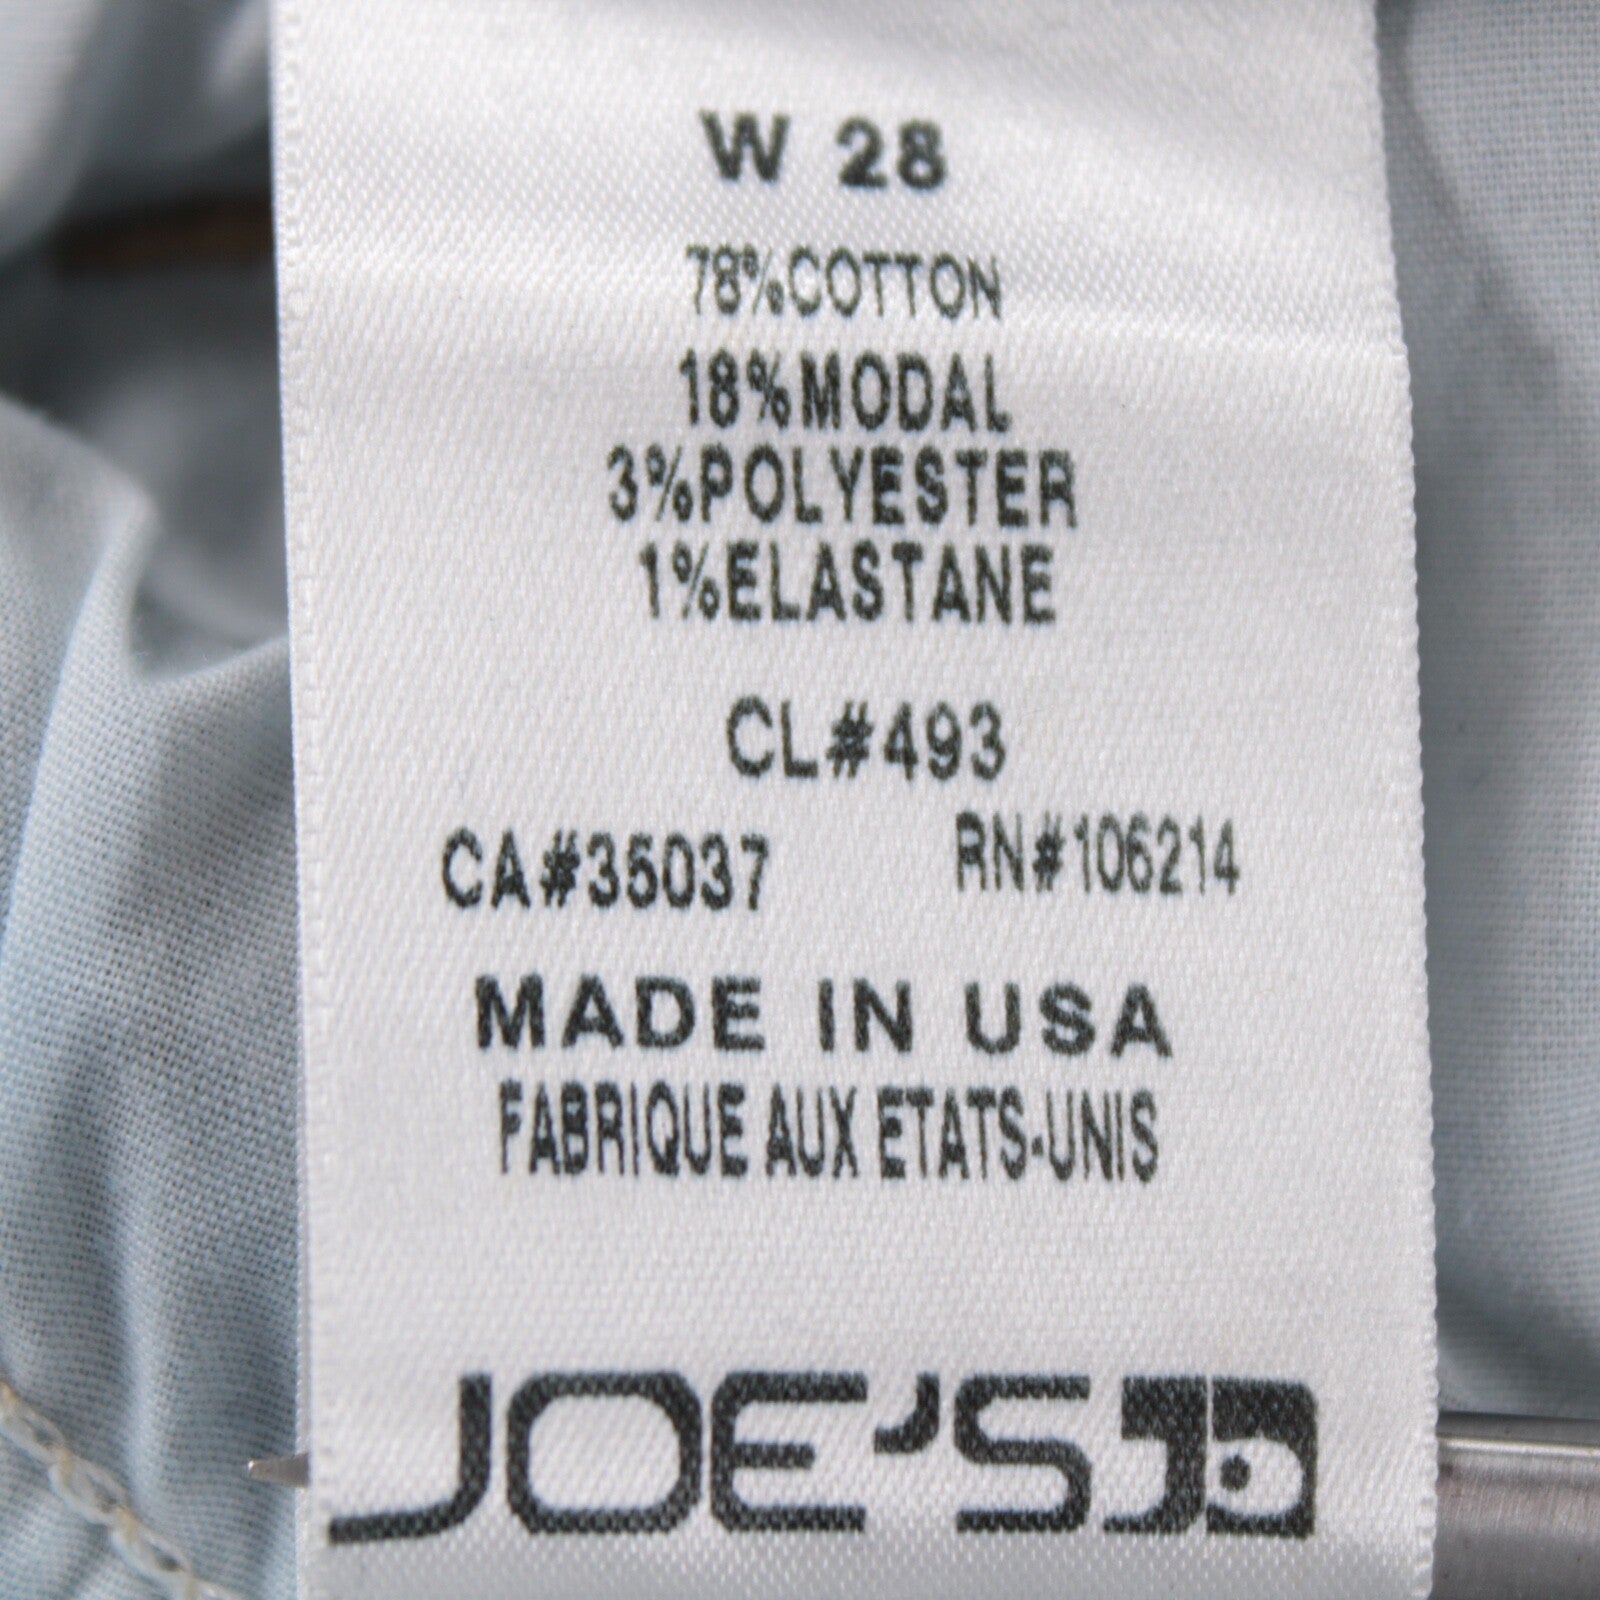 W 28
78%COTTON
18%MODAL
3%POLYESTER
1%ELASTANE
CL#493
CA#35037 RN#106214
MADE IN USA
FABRIQUE AUX ETATS-UNIS
JOE'S